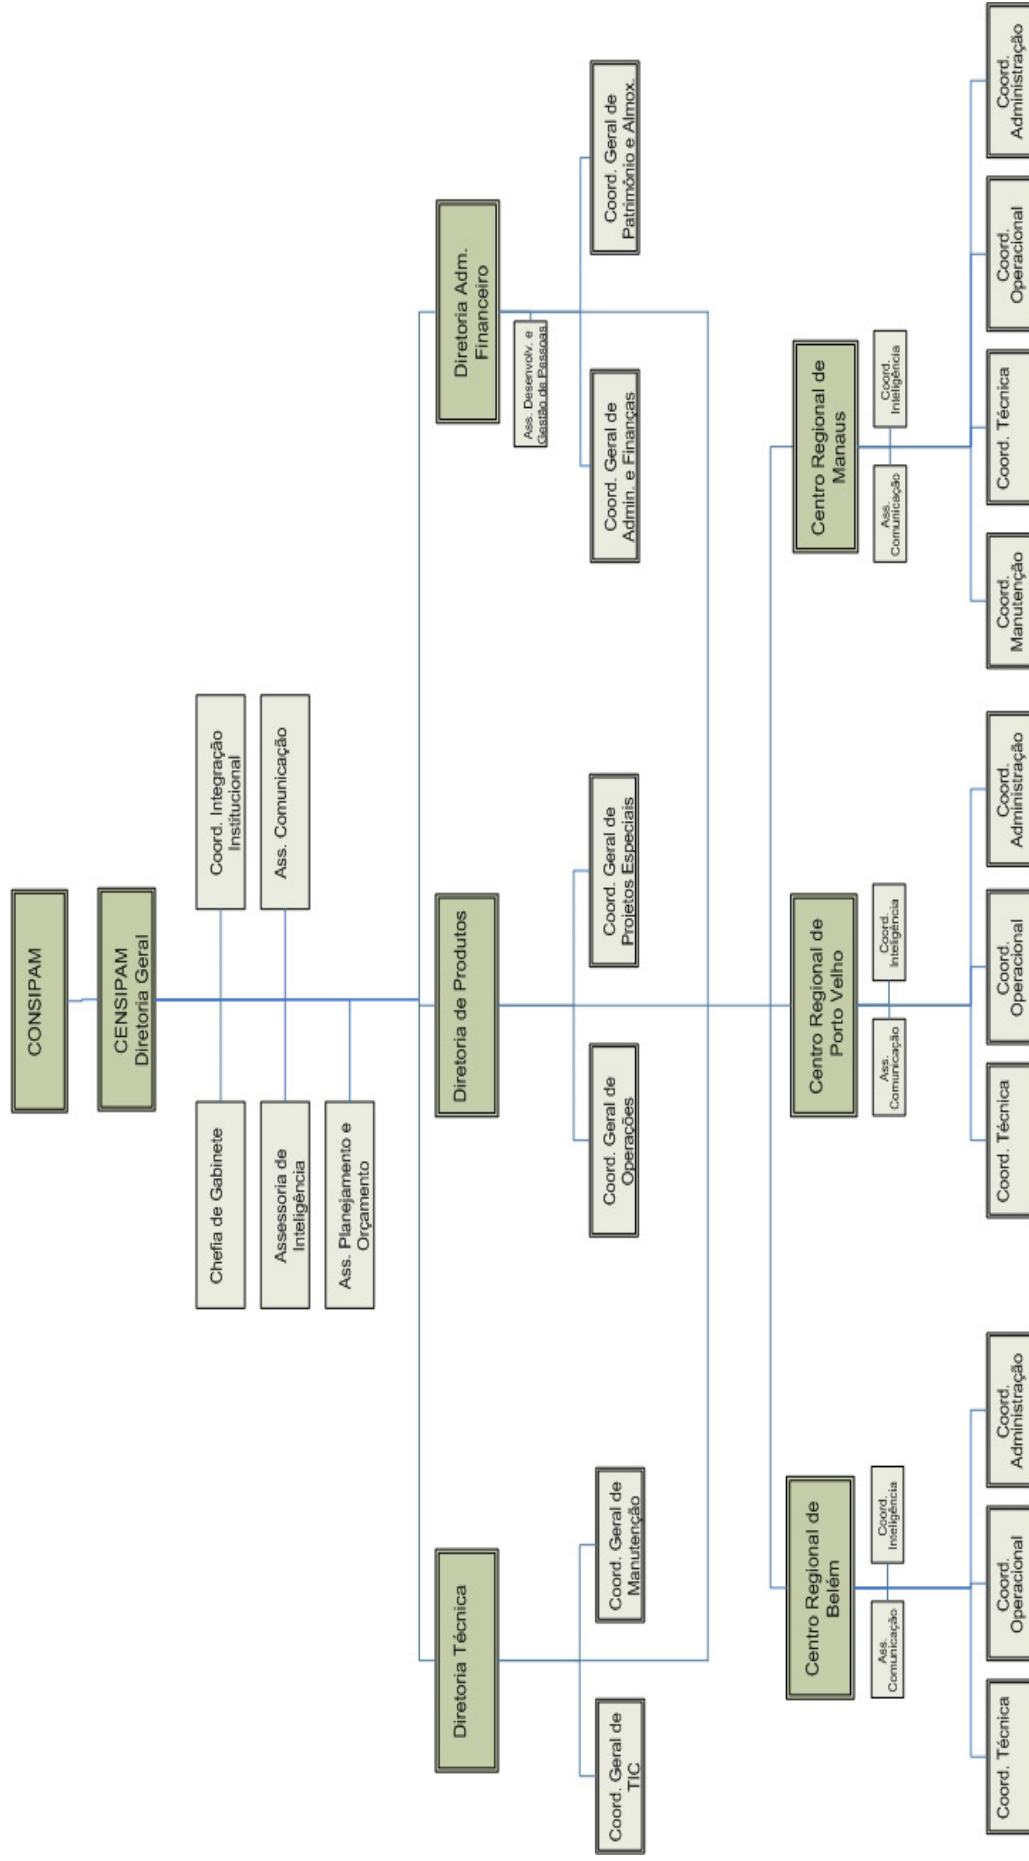 CONSIPAM
CENSIPAM
Diretoria Geral
Chefia de Gabinete
Coord. Integração
Institucional
Assessoria de
Inteligência
Ass. Comunicação
Ass. Planejamento e
Orçamento
Diretoria Técnica
Diretoria de Produtos
Diretoria Adm.
Financeiro
Ass. Desenvolv. e
Gestão de Pessoas
Coord. Geral de
TIC
Coord. Geral de
Manutenção
Coord. Geral de
Operações
Coord. Geral de
Projetos Especiais
Coord. Geral de
Admin. e Finanças
Coord. Geral de
Patrimônio e Almox.
Centro Regional de
Belém
Centro Regional de
Porto Velho
Centro Regional de
Manaus
Ass.
Comunicação
Coord.
Inteligência
Ass.
Comunicação
Coord.
Inteligência
Ass.
Comunicação
Coord.
Inteligência
Coord. Técnica
Coord.
Operacional
Coord.
Administração
Coord. Técnica
Coord.
Operacional
Coord.
Administração
Coord.
Manutenção
Coord. Técnica
Coord.
Operacional
Coord.
Administração